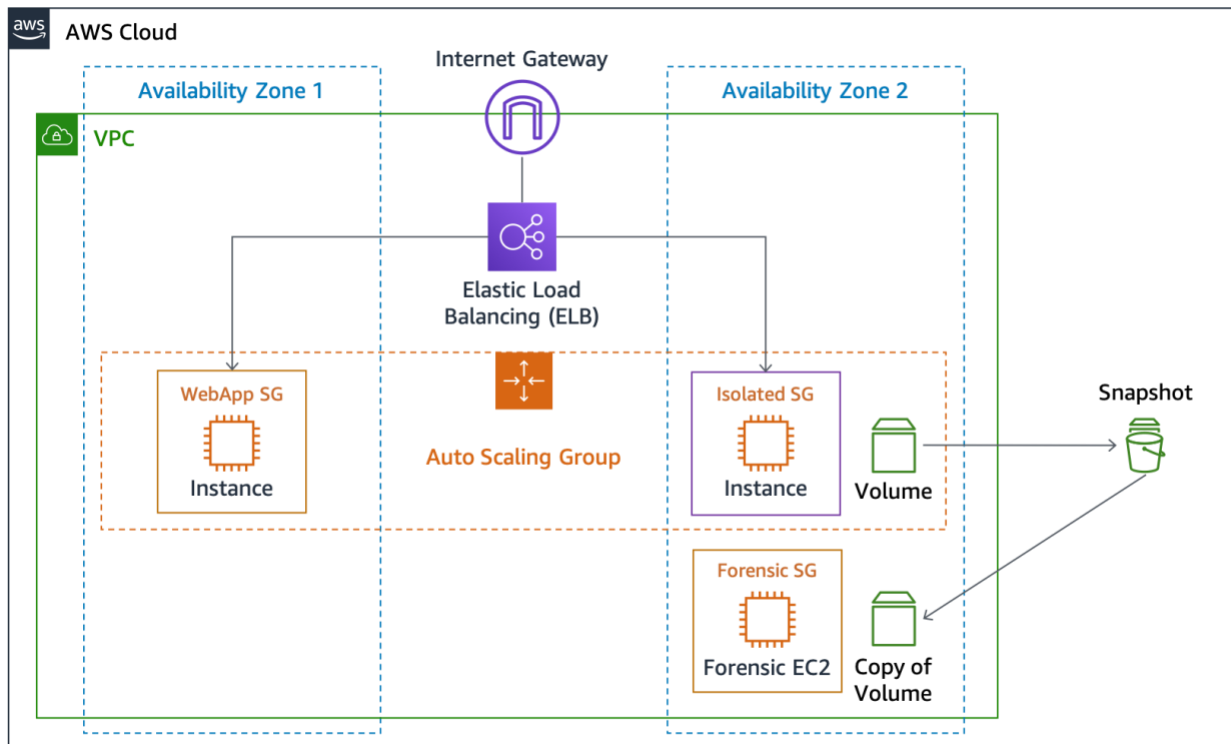 aws
AWS Cloud
Internet Gateway
Availability Zone 1
Availability Zone 2
VPC
Elastic Load
Balancing (ELB)
WebApp SG
Instance
Auto Scaling Group
Isolated SG
Instance
Volume
Snapshot
Forensic SG
Forensic EC2
Copy of
Volume